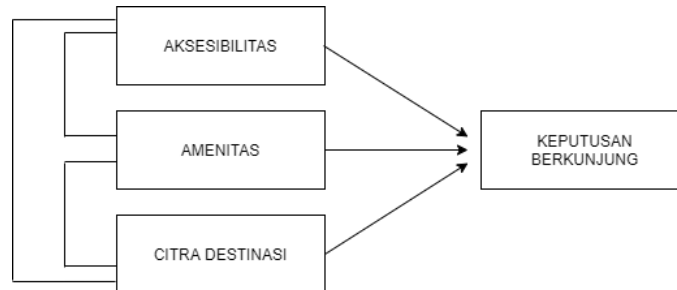 AKSESIBILITAS
AMENITAS
KEPUTUSAN
BERKUNJUNG
CITRA DESTINASI